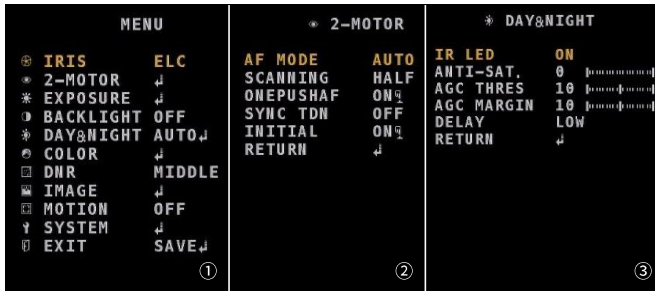 MENU
IRIS ELC
2-MOTOR ↲
EXPOSURE ↲
BACKLIGHT OFF
DAY&NIGHT AUTO↲
COLOR ↲
DNR MIDDLE
IMAGE ↲
MOTION OFF
SYSTEM ↲
EXIT SAVE↲
①
2-MOTOR
AF MODE AUTO
SCANNING HALF
ONEPUSHAF ON
SYNC TDN OFF
INITIAL ON
RETURN ↲
②
DAY&NIGHT
IR LED ON
ANTI-SAT. 0
AGC THRES 10
AGC MARGIN 10
DELAY LOW
RETURN ↲
③